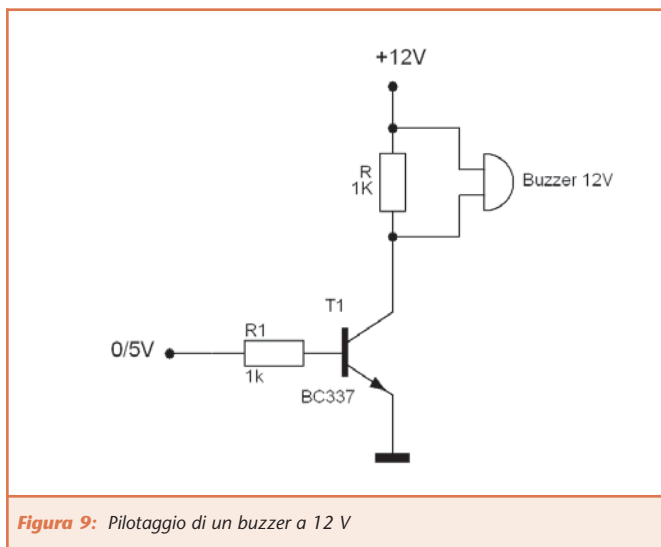 +12V
R
1K
Buzzer 12V
T1
0/5V
R1
1k
BC337
Figura 9: Pilotaggio di un buzzer a 12 V